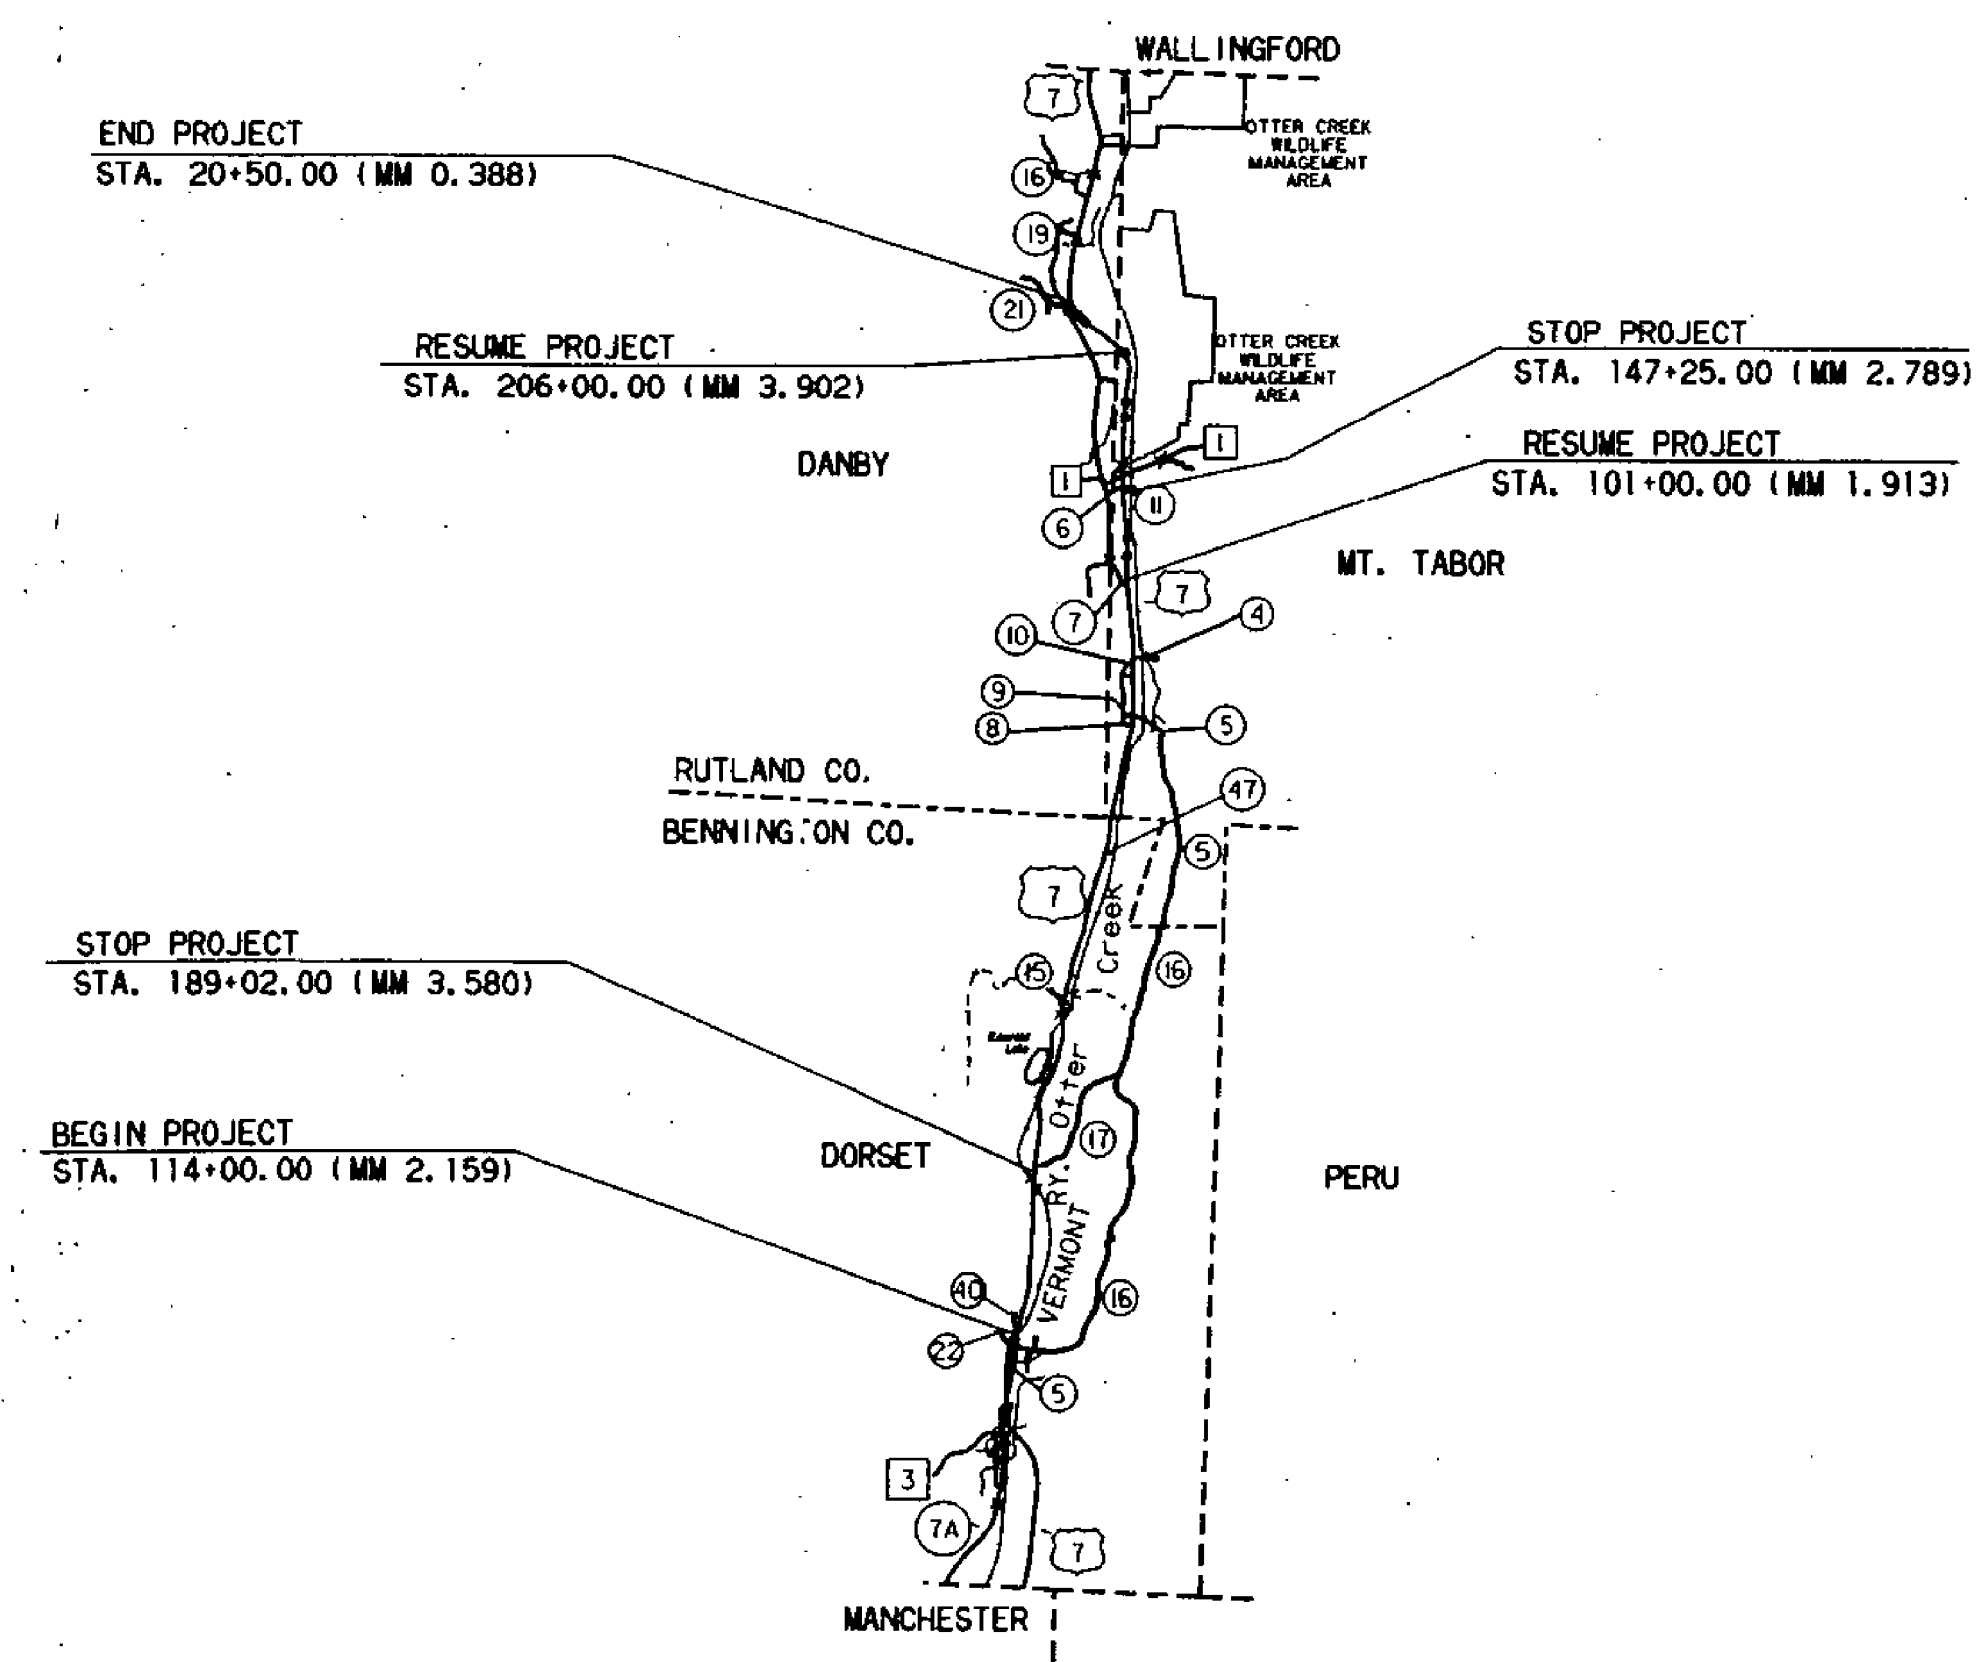 WALLINGFORD
7
END PROJECT
STA. 20+50.00 (MM 0.388)
OTTER CREEK
WILDLIFE
MANAGEMENT
AREA
16
19
21
RESUME PROJECT
STA. 206+00.00 (MM 3.902)
OTTER CREEK
WILDLIFE
MANAGEMENT
AREA
STOP PROJECT
STA. 147+25.00 (MM 2.789)
1
RESUME PROJECT
STA. 101+00.00 (MM 1.913)
DANBY
1
11
6
MT. TABOR
7
7
4
10
9
8
5
RUTLAND CO.
47
BENNING.ON CO.
5
7
Creek
STOP PROJECT
STA. 189+02.00 (MM 3.580)
15
16
Lake
Otter
BEGIN PROJECT
STA. 114+00.00 (MM 2.159)
17
DORSET
PERU
VERMONT RY.
40
16
22
5
3
7A
7
MANCHESTER